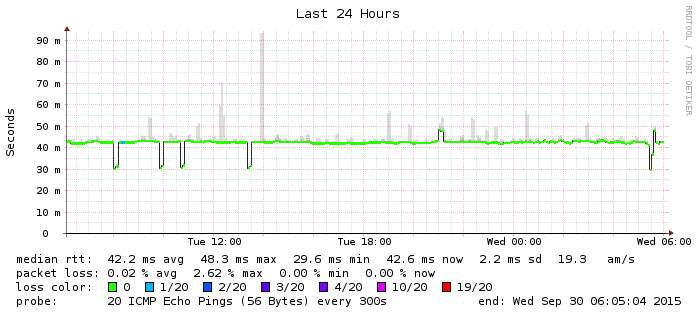 Last 24 Hours
RRDTOOL / TOBI OETIKER
Seconds
90 m
80 m
70 m
60 m
50 m
40 m
30 m
20 m
10 m
0
Tue 12:00 Tue 18:00 Wed 00:00 Wed 06:00
median rtt: 42.2 ms avg 48.3 ms max 29.6 ms min 42.6 ms now 2.2 ms sd 19.3 am/s
packet loss: 0.02 % avg 2.62 % max 0.00 % min 0.00 % now
loss color: 0 1/20 2/20 3/20 4/20 10/20 19/20
probe: 20 ICMP Echo Pings (56 Bytes) every 300s end: Wed Sep 30 06:05:04 2015